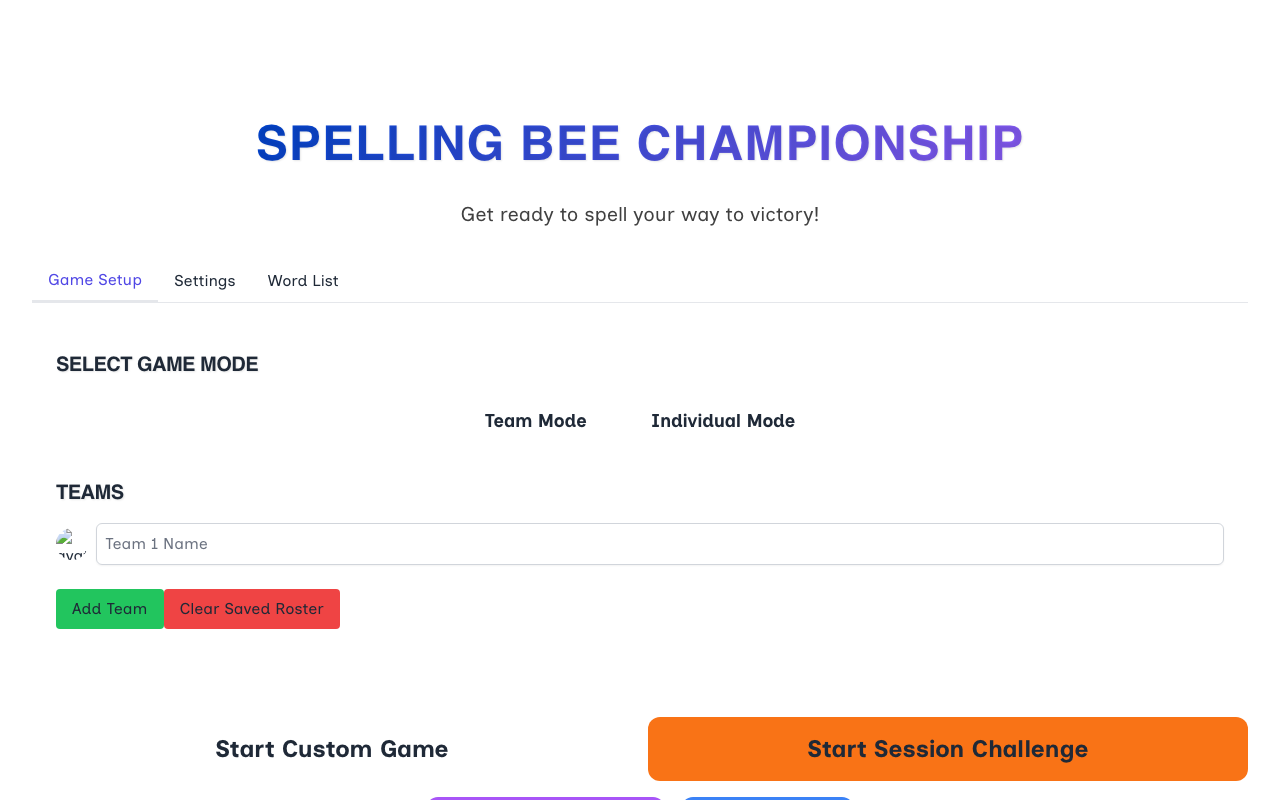 SPELLING BEE CHAMPIONSHIP
Get ready to spell your way to victory!
Game Setup Settings Word List
SELECT GAME MODE
Team Mode Individual Mode
TEAMS
Team 1 Name
Add Team Clear Saved Roster
Start Custom Game Start Session Challenge